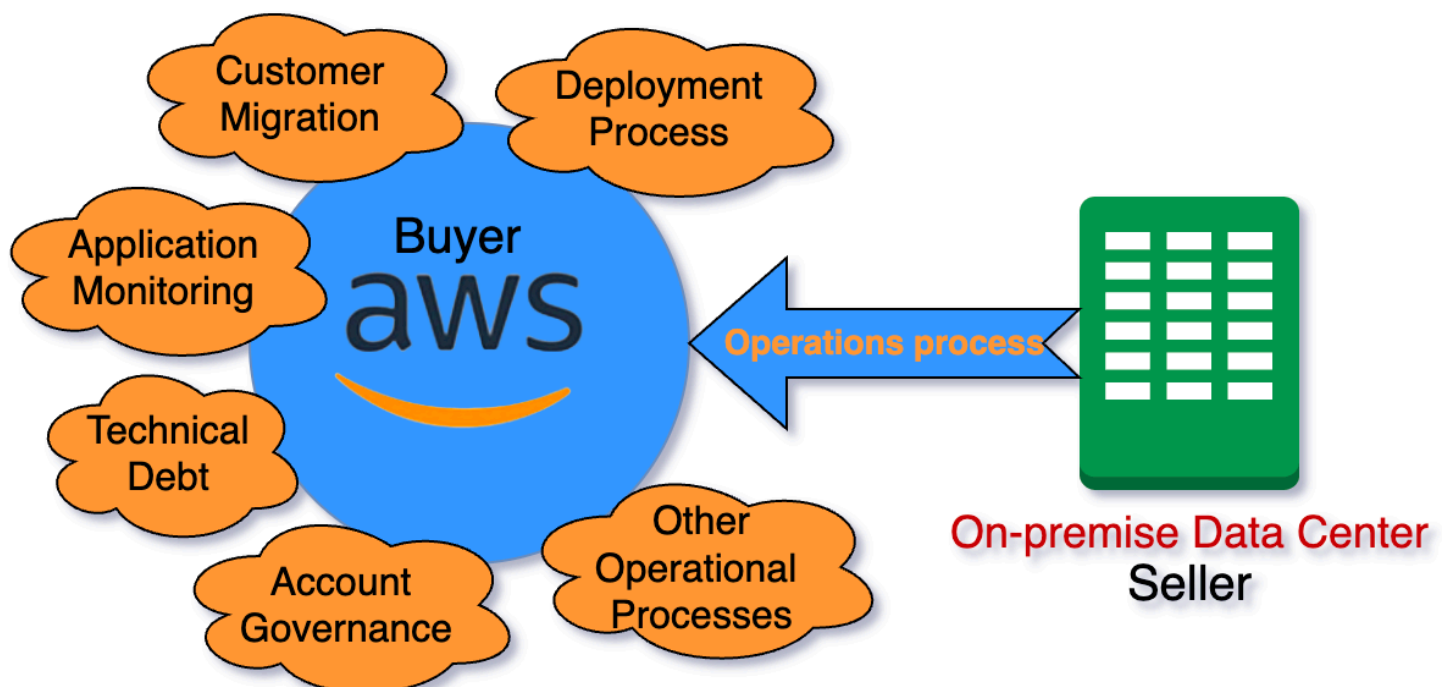 Customer
Migration
Deployment
Process
Application
Monitoring
Buyer
aws
Operations process
Technical
Debt
Account
Governance
Other
Operational
Processes
On-premise Data Center
Seller